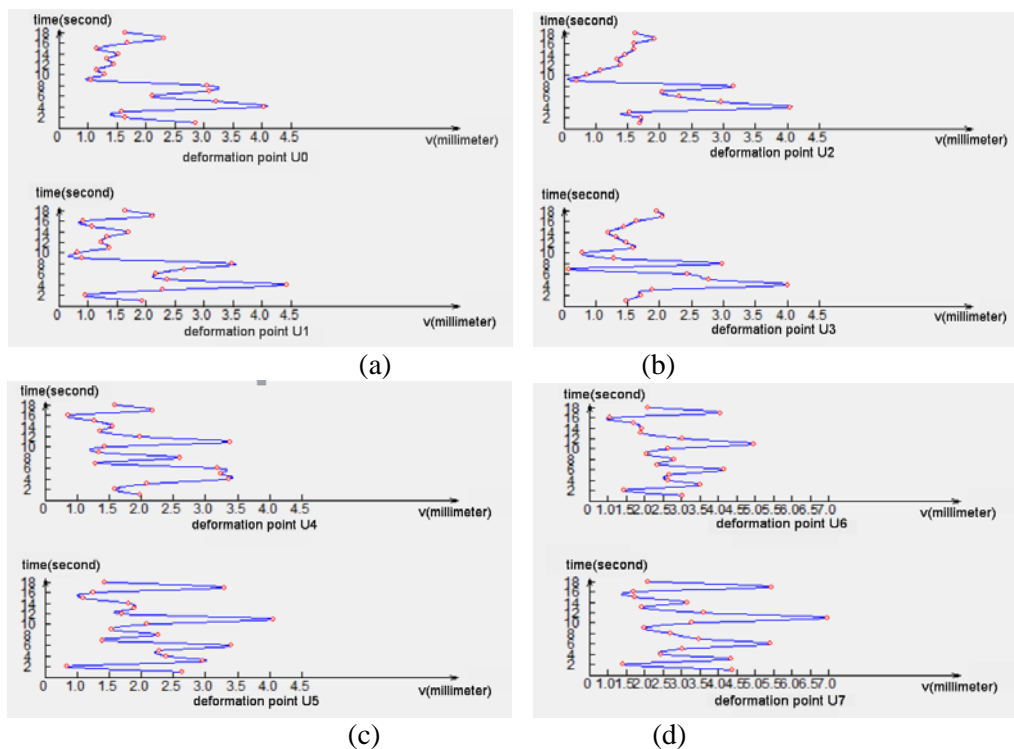 time(second)
18
16
14
12
10
8
6
4
2
0 1.0 1.5 2.0 2.5 3.0 3.5 4.0 4.5
v(millimeter)
deformation point U0
time(second)
18
16
14
12
10
8
6
4
2
0 1.0 1.5 2.0 2.5 3.0 3.5 4.0 4.5
v(millimeter)
deformation point U1
(a)
time(second)
18
16
14
12
10
8
6
4
2
0 1.0 1.5 2.0 2.5 3.0 3.5 4.0 4.5
v(millimeter)
deformation point U2
time(second)
18
16
14
12
10
8
6
4
2
0 1.0 1.5 2.0 2.5 3.0 3.5 4.0 4.5
v(millimeter)
deformation point U3
(b)
time(second)
18
16
14
12
10
8
6
4
2
0 1.0 1.5 2.0 2.5 3.0 3.5 4.0 4.5
v(millimeter)
deformation point U4
time(second)
18
16
14
12
10
8
6
4
2
0 1.0 1.5 2.0 2.5 3.0 3.5 4.0 4.5
v(millimeter)
deformation point U5
(c)
time(second)
18
16
14
12
10
8
6
4
2
0 1.01.52.02.53.03.54.04.55.05.56.06.57.0
v(millimeter)
deformation point U6
time(second)
18
16
14
12
10
8
6
4
2
0 1.01.52.02.53.03.54.04.55.05.56.06.57.0
v(millimeter)
deformation point U7
(d)